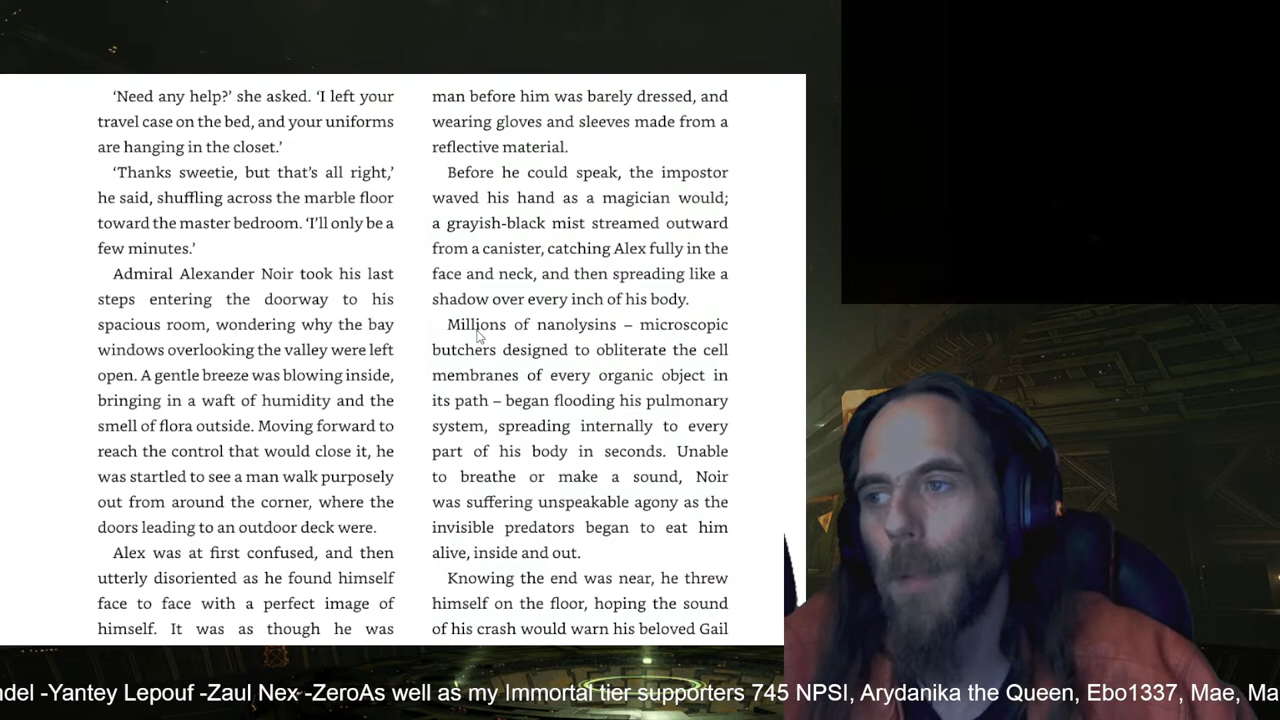 ‘Need any help?’ she asked. ‘I left your
travel case on the bed, and your uniforms
are hanging in the closet.’
‘Thanks sweetie, but that’s all right,’
he said, shuffling across the marble floor
toward the master bedroom. ‘I’ll only be a
few minutes.’
Admiral Alexander Noir took his last
steps entering the doorway to his
spacious room, wondering why the bay
windows overlooking the valley were left
open. A gentle breeze was blowing inside,
bringing in a waft of humidity and the
smell of flora outside. Moving forward to
reach the control that would close it, he
was startled to see a man walk purposely
out from around the corner, where the
doors leading to an outdoor deck were.
Alex was at first confused, and then
utterly disoriented as he found himself
face to face with a perfect image of
himself. It was as though he was
man before him was barely dressed, and
wearing gloves and sleeves made from a
reflective material.
Before he could speak, the impostor
waved his hand as a magician would;
a grayish-black mist streamed outward
from a canister, catching Alex fully in the
face and neck, and then spreading like a
shadow over every inch of his body.
Millions of nanolysins – microscopic
butchers designed to obliterate the cell
membranes of every organic object in
its path – began flooding his pulmonary
system, spreading internally to every
part of his body in seconds. Unable
to breathe or make a sound, Noir
was suffering unspeakable agony as the
invisible predators began to eat him
alive, inside and out.
Knowing the end was near, he threw
himself on the floor, hoping the sound
of his crash would warn his beloved Gail
ndel -Yantey Lepouf -Zaul Nex -ZeroAs well as my Immortal tier supporters 745 NPSI, Arydanika the Queen, Ebo1337, Mae, Ma